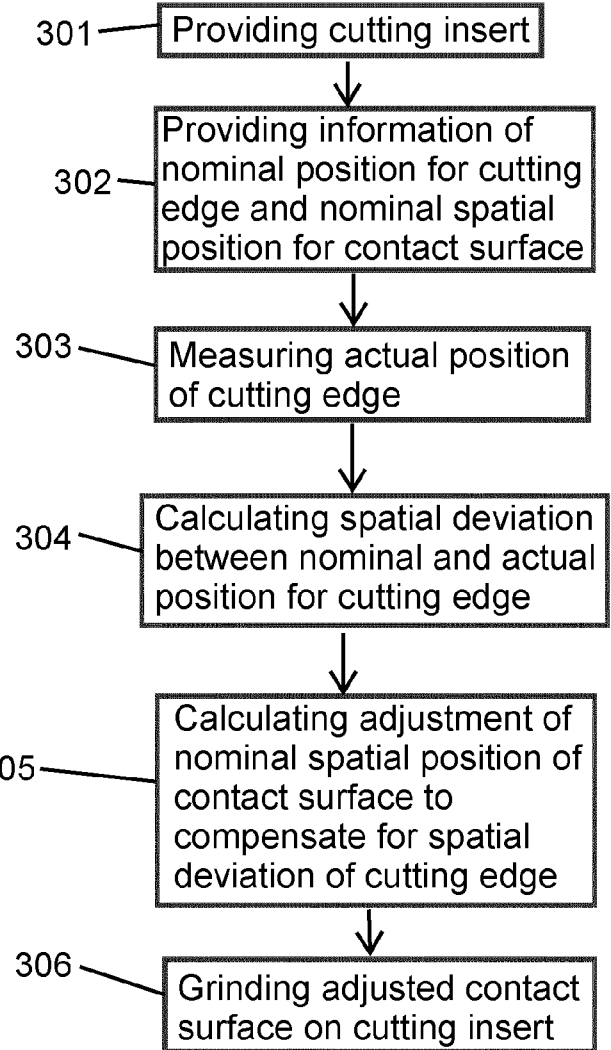 301
Providing cutting insert
302
Providing information of
nominal position for cutting
edge and nominal spatial
position for contact surface
303
Measuring actual position
of cutting edge
304
Calculating spatial deviation
between nominal and actual
position for cutting edge
05
Calculating adjustment of
nominal spatial position of
contact surface to
compensate for spatial
deviation of cutting edge
306
Grinding adjusted contact
surface on cutting insert